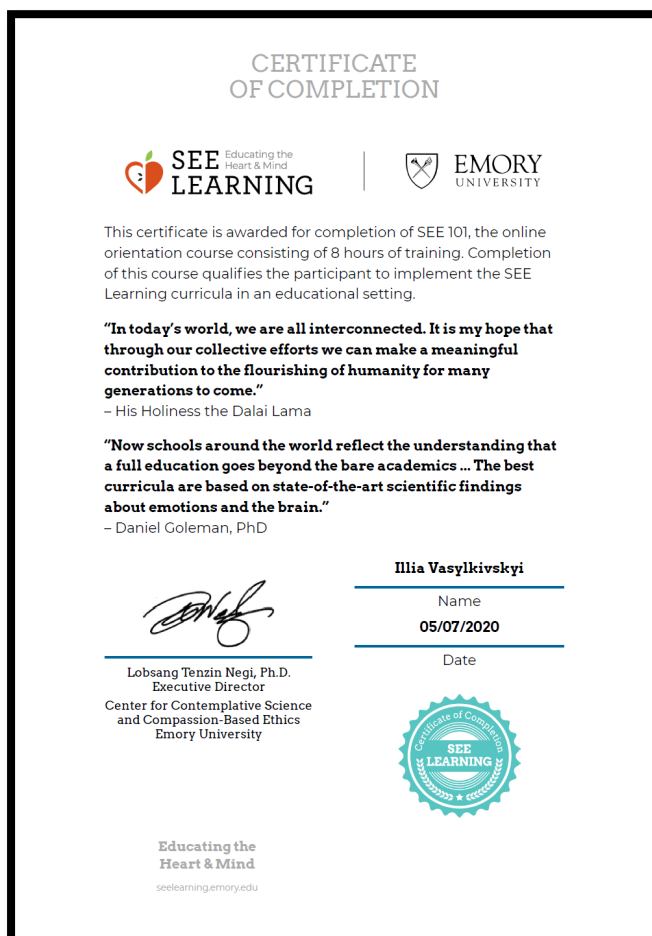 CERTIFICATE
OF COMPLETION
SEE Educating the
Heart & Mind
LEARNING
EMORY
UNIVERSITY
This certificate is awarded for completion of SEE 101, the online
orientation course consisting of 8 hours of training. Completion
of this course qualifies the participant to implement the SEE
Learning curricula in an educational setting.
“In today’s world, we are all interconnected. It is my hope that
through our collective efforts we can make a meaningful
contribution to the flourishing of humanity for many
generations to come.”
– His Holiness the Dalai Lama
“Now schools around the world reflect the understanding that
a full education goes beyond the bare academics ... The best
curricula are based on state-of-the-art scientific findings
about emotions and the brain.”
– Daniel Goleman, PhD
Illia Vasylkivskyi
Name
05/07/2020
Date
Lobsang Tenzin Negi, Ph.D.
Executive Director
Center for Contemplative Science
and Compassion-Based Ethics
Emory University
Certificate of Completion
SEE
LEARNING
Educating the
Heart & Mind
seelearning.emory.edu